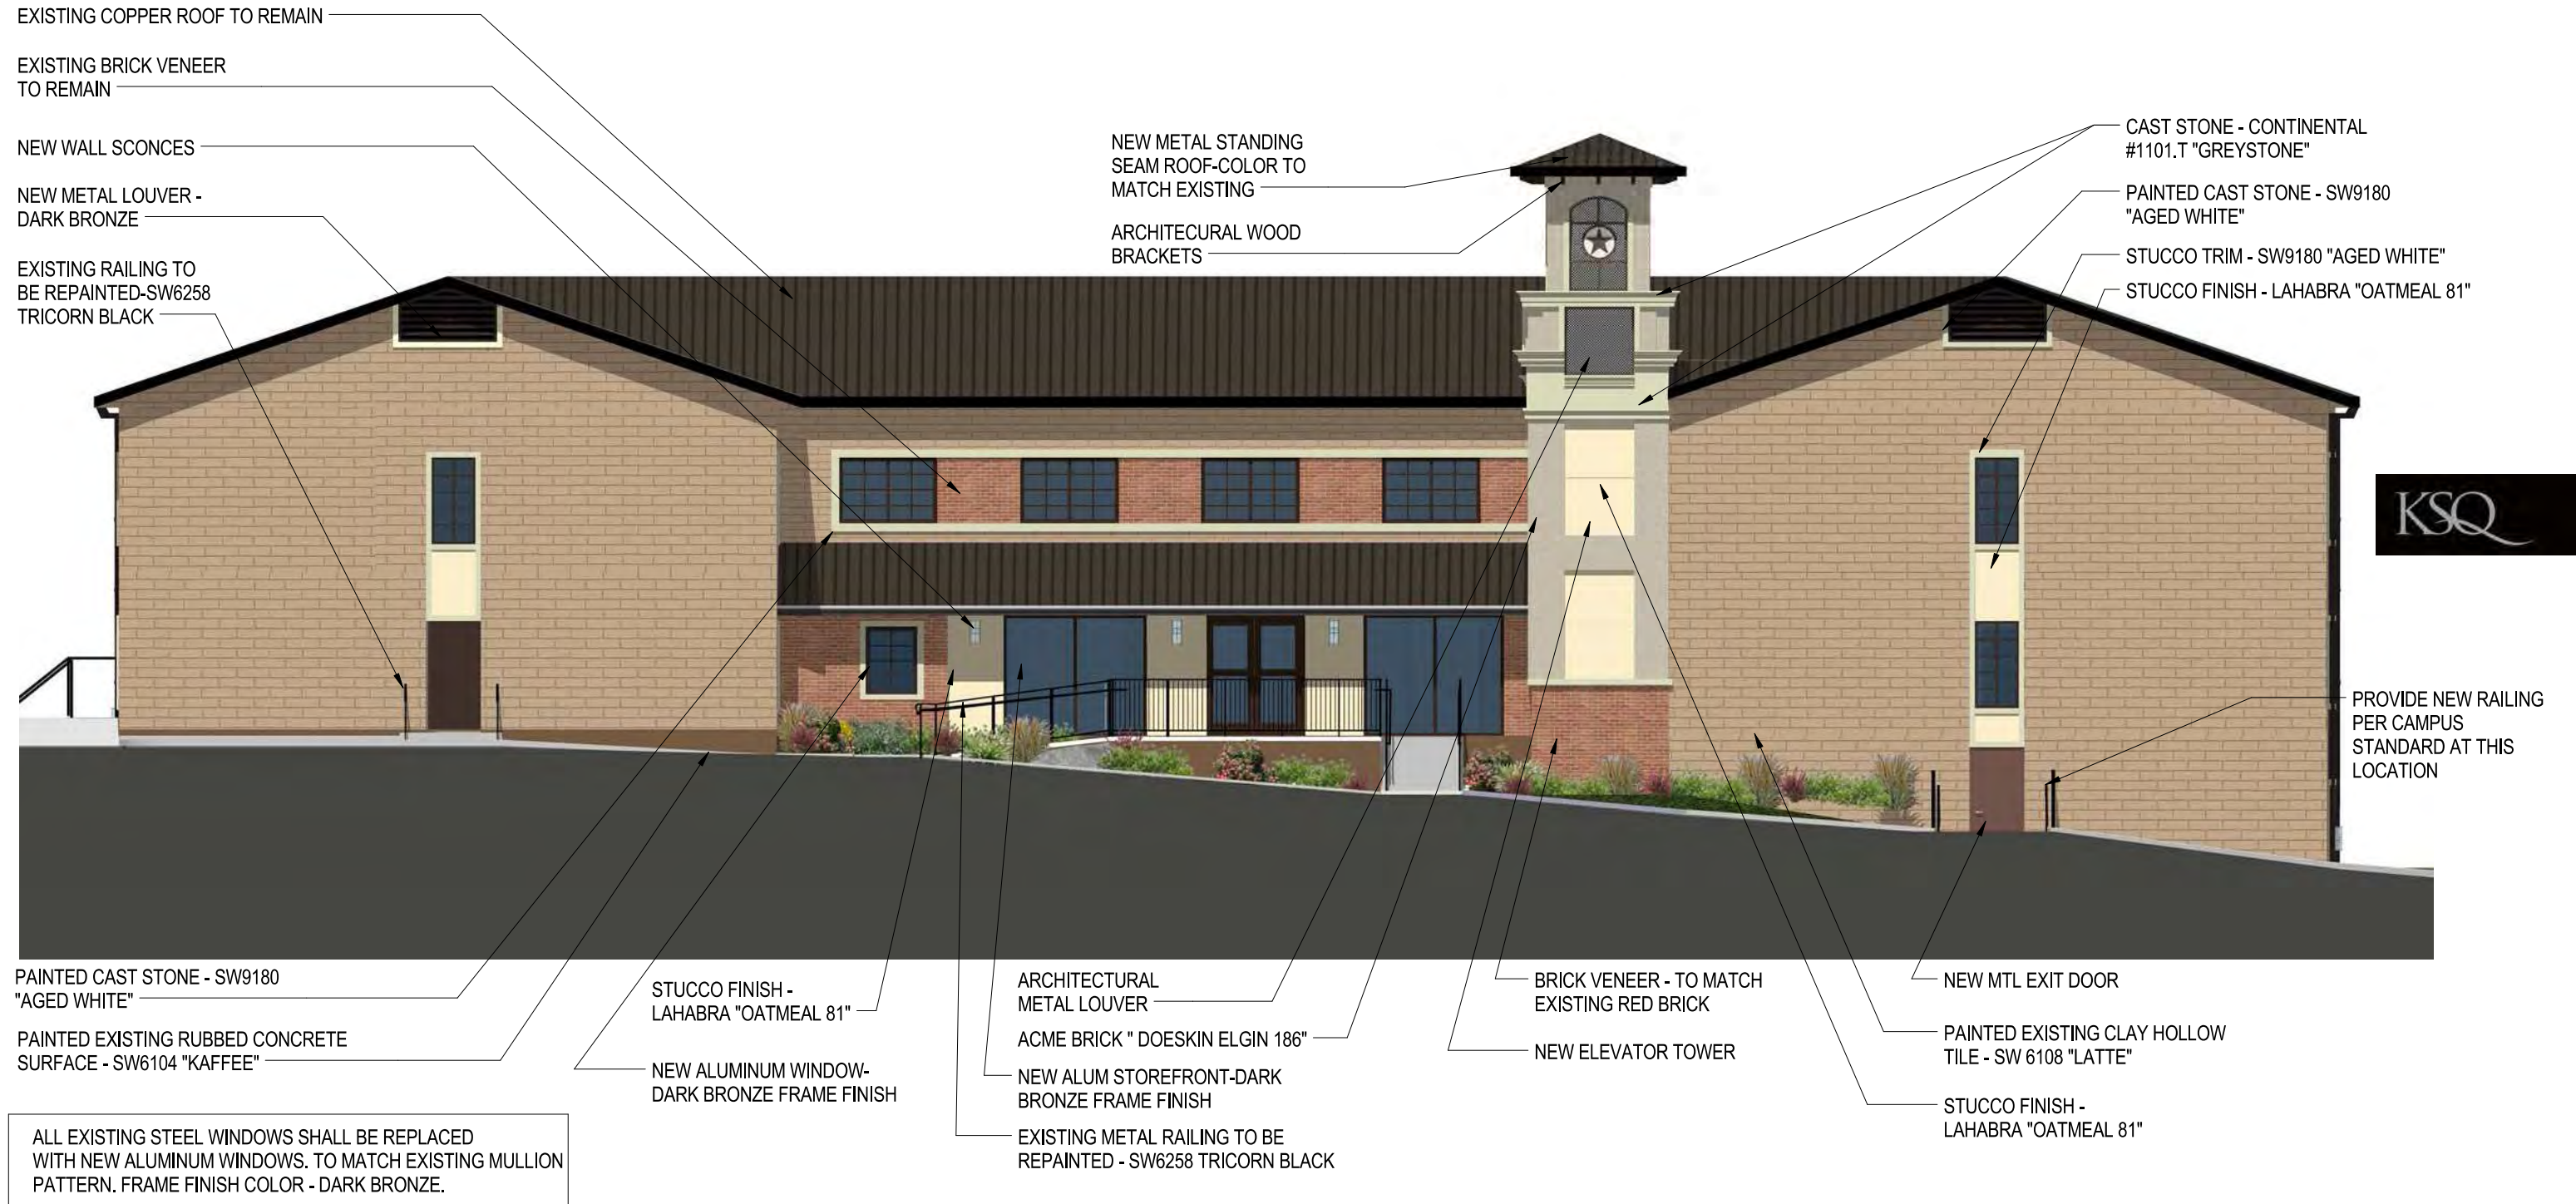 EXISTING COPPER ROOF TO REMAIN
EXISTING BRICK VENEER
TO REMAIN
NEW WALL SCONCES
NEW METAL LOUVER -
DARK BRONZE
EXISTING RAILING TO
BE REPAINTED-SW6258
TRICORN BLACK
NEW METAL STANDING
SEAM ROOF-COLOR TO
MATCH EXISTING
ARCHITECURAL WOOD
BRACKETS
CAST STONE - CONTINENTAL
#1101.T "GREYSTONE"
PAINTED CAST STONE - SW9180
"AGED WHITE"
STUCCO TRIM - SW9180 "AGED WHITE"
STUCCO FINISH - LAHABRA "OATMEAL 81"
KSQ
PROVIDE NEW RAILING
PER CAMPUS
STANDARD AT THIS
LOCATION
PAINTED CAST STONE - SW9180
"AGED WHITE"
PAINTED EXISTING RUBBED CONCRETE
SURFACE - SW6104 "KAFFEE"
STUCCO FINISH -
LAHABRA "OATMEAL 81"
NEW ALUMINUM WINDOW-
DARK BRONZE FRAME FINISH
ARCHITECTURAL
METAL LOUVER
ACME BRICK " DOESKIN ELGIN 186"
NEW ALUM STOREFRONT-DARK
BRONZE FRAME FINISH
EXISTING METAL RAILING TO BE
REPAINTED - SW6258 TRICORN BLACK
BRICK VENEER - TO MATCH
EXISTING RED BRICK
NEW ELEVATOR TOWER
NEW MTL EXIT DOOR
PAINTED EXISTING CLAY HOLLOW
TILE - SW 6108 "LATTE"
STUCCO FINISH -
LAHABRA "OATMEAL 81"
ALL EXISTING STEEL WINDOWS SHALL BE REPLACED
WITH NEW ALUMINUM WINDOWS. TO MATCH EXISTING MULLION
PATTERN. FRAME FINISH COLOR - DARK BRONZE.